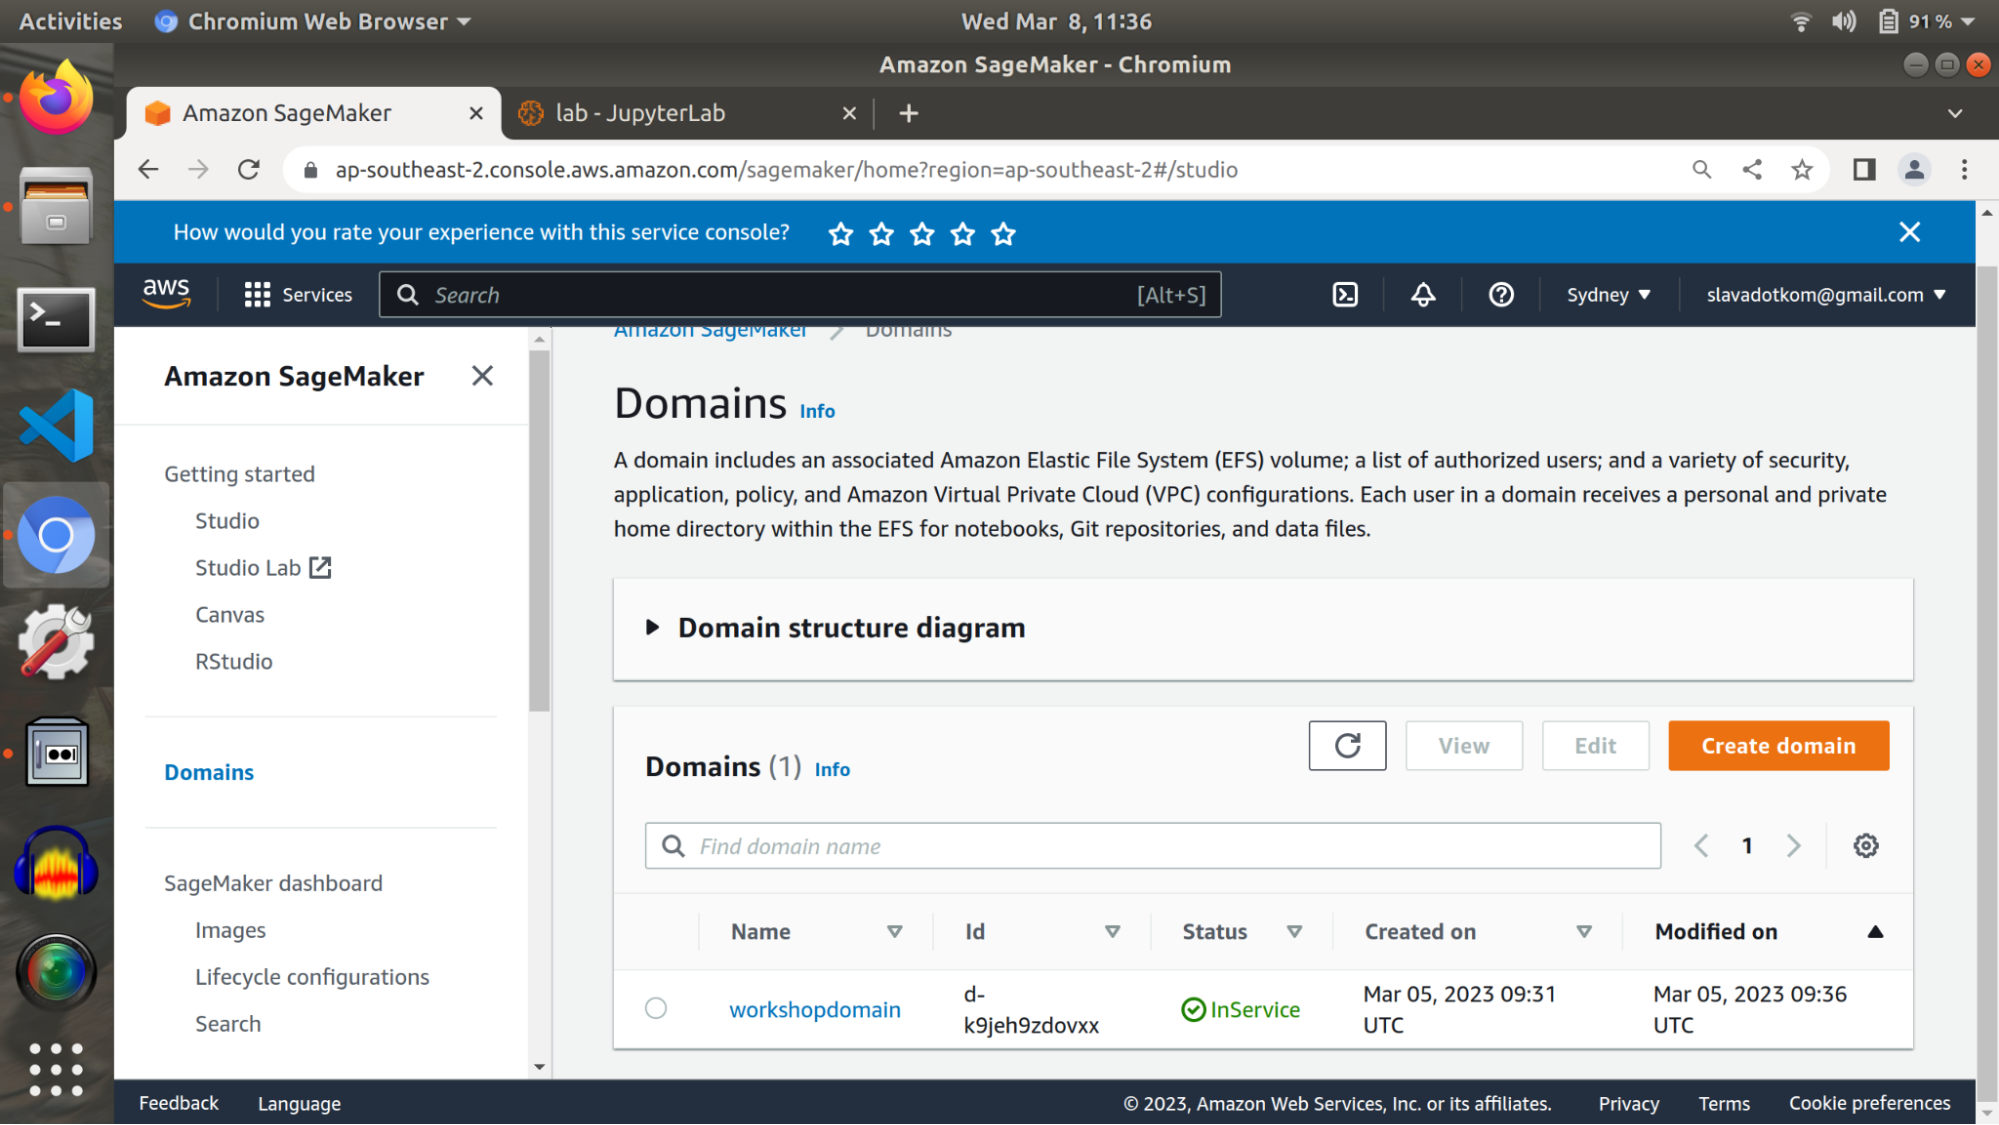 Activities
Chromium Web Browser
Wed Mar 8, 11:36
91 %
Amazon SageMaker - Chromium
Amazon SageMaker
lab - JupyterLab
ap-southeast-2.console.aws.amazon.com/sagemaker/home?region=ap-southeast-2#/studio
How would you rate your experience with this service console?
aws
Services
Search
[Alt+S]
Sydney
slavadotkom@gmail.com
Amazon SageMaker
Domains
Amazon SageMaker
Getting started
Studio
Studio Lab
Canvas
RStudio
Domains
SageMaker dashboard
Images
Lifecycle configurations
Search
Domains Info
A domain includes an associated Amazon Elastic File System (EFS) volume; a list of authorized users; and a variety of security,
application, policy, and Amazon Virtual Private Cloud (VPC) configurations. Each user in a domain receives a personal and private
home directory within the EFS for notebooks, Git repositories, and data files.
Domain structure diagram
Domains (1) Info
View
Edit
Create domain
Find domain name
1
Name
Id
Status
Created on
Modified on
workshopdomain
d-
k9jeh9zdovxx
InService
Mar 05, 2023 09:31
UTC
Mar 05, 2023 09:36
UTC
Feedback
Language
© 2023, Amazon Web Services, Inc. or its affiliates.
Privacy
Terms
Cookie preferences